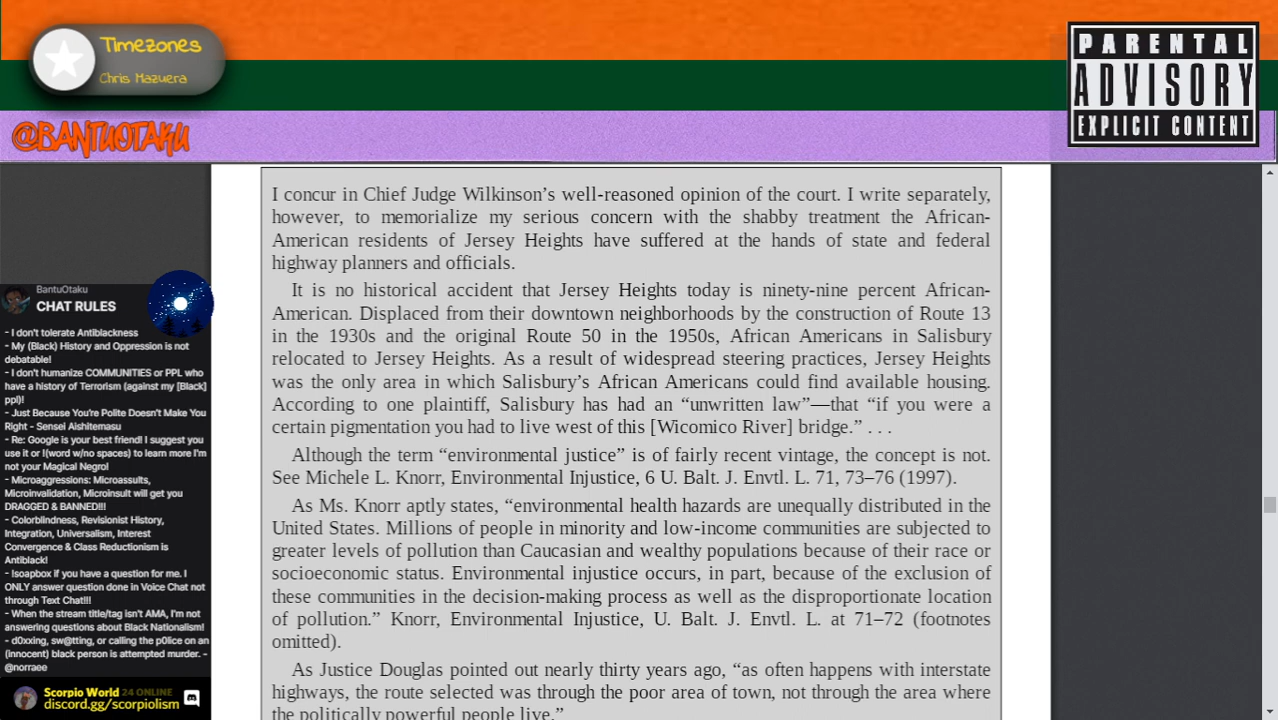 Timezones
Chris Mazuera
PARENTAL
ADVISORY
EXPLICIT CONTENT
@BANTUOTAKU
I concur in Chief Judge Wilkinson’s well-reasoned opinion of the court. I write separately,
however, to memorialize my serious concern with the shabby treatment the African-
American residents of Jersey Heights have suffered at the hands of state and federal
highway planners and officials.
It is no historical accident that Jersey Heights today is ninety-nine percent African-
American. Displaced from their downtown neighborhoods by the construction of Route 13
in the 1930s and the original Route 50 in the 1950s, African Americans in Salisbury
relocated to Jersey Heights. As a result of widespread steering practices, Jersey Heights
was the only area in which Salisbury’s African Americans could find available housing.
According to one plaintiff, Salisbury has had an “unwritten law”—that “if you were a
certain pigmentation you had to live west of this [Wicomico River] bridge.” . . .
Although the term “environmental justice” is of fairly recent vintage, the concept is not.
See Michele L. Knorr, Environmental Injustice, 6 U. Balt. J. Envtl. L. 71, 73–76 (1997).
As Ms. Knorr aptly states, “environmental health hazards are unequally distributed in the
United States. Millions of people in minority and low-income communities are subjected to
greater levels of pollution than Caucasian and wealthy populations because of their race or
socioeconomic status. Environmental injustice occurs, in part, because of the exclusion of
these communities in the decision-making process as well as the disproportionate location
of pollution.” Knorr, Environmental Injustice, U. Balt. J. Envtl. L. at 71–72 (footnotes
omitted).
As Justice Douglas pointed out nearly thirty years ago, “as often happens with interstate
highways, the route selected was through the poor area of town, not through the area where
the politically powerful people live.”
BantuOtaku
CHAT RULES
- I don't tolerate Antiblackness
- My (Black) History and Oppression is not
debatable!
- I don't humanize COMMUNITIES or PPL who
have a history of Terrorism (against my [Black]
ppl)!
- Just Because You're Polite Doesn't Make You
Right - Sensei Aishitemasu
- Re: Google is your best friend! I suggest you
use it or !(word w/no spaces) to learn more I'm
not your Magical Negro!
- Microaggressions: Microassults,
Microinvalidation, Microinsult will get you
DRAGGED & BANNED!!!
- Colorblindness, Revisionist History,
Integration, Universalism, Interest
Convergence & Class Reductionism is
Antiblack!
- !soapbox if you have a question for me. I
ONLY answer question done in Voice Chat not
through Text Chat!!!
- When the stream title/tag isn't AMA, I'm not
answering questions about Black Nationalism!
- d0xxing, sw@tting, or calling the p0lice on an
(innocent) black person is attempted murder. -
@norraee
Scorpio World 24 ONLINE
discord.gg/scorpiolism